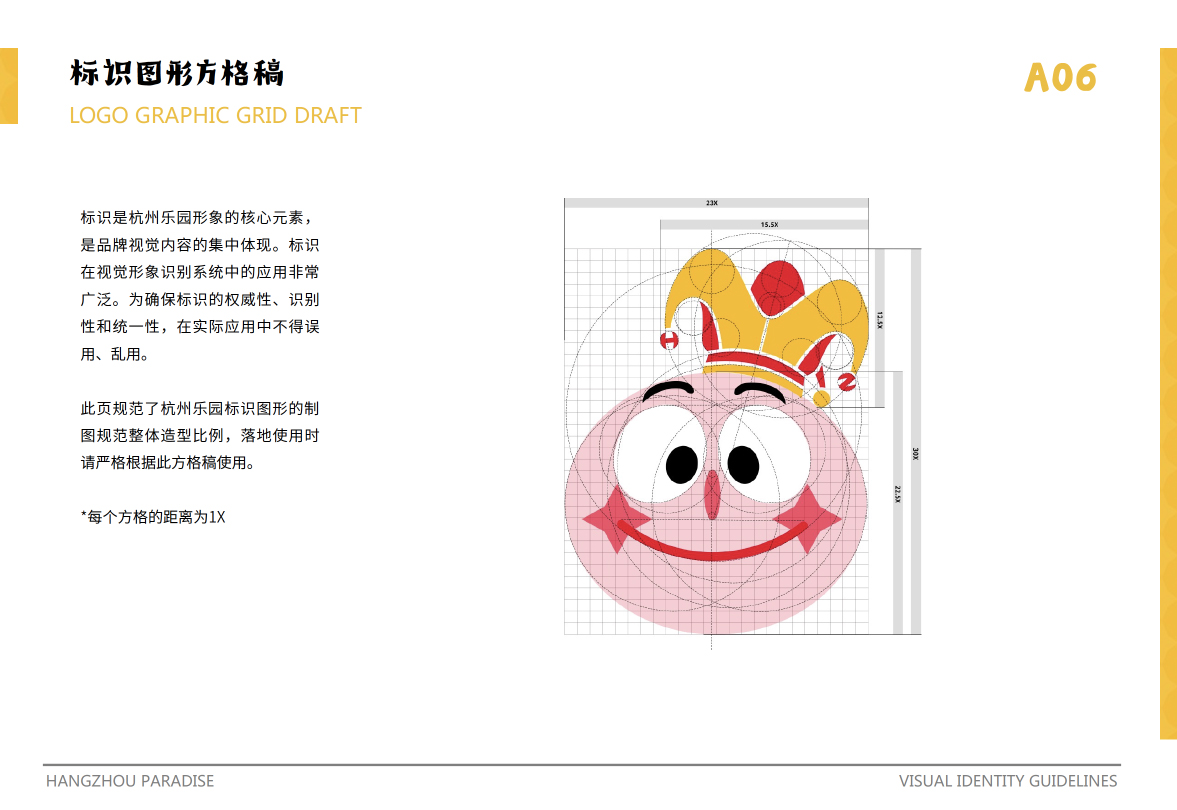 标识图形方格稿
LOGO GRAPHIC GRID DRAFT
A06
标识是杭州乐园形象的核心元素，
是品牌视觉内容的集中体现。标识
在视觉形象识别系统中的应用非常
广泛。为确保标识的权威性、识别
性和统一性，在实际应用中不得误
用、乱用。
此页规范了杭州乐园标识图形的制
图规范整体造型比例，落地使用时
请严格根据此方格稿使用。
*每个方格的距离为1X
23X
15.5X
12.5X
30X
22.5X
H
Z
HANGZHOU PARADISE
VISUAL IDENTITY GUIDELINES